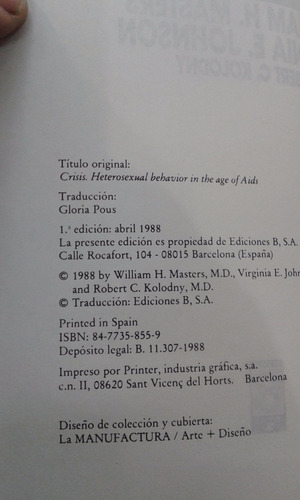 Título original:
Crisis. Heterosexual behavior in the age of Aids
Traducción:
Gloria Pous
1.ª edición: abril 1988
La presente edición es propiedad de Ediciones B, S.A.
Calle Rocafort, 104 - 08015 Barcelona (España)
© 1988 by William H. Masters, M.D., Virginia E. John
and Robert C. Kolodny, M.D.
© Traducción: Ediciones B, S.A.
Printed in Spain
ISBN: 84-7735-855-9
Depósito legal: B. 11.307-1988
Impreso por Printer, industria gráfica, s.a.
c.n. II, 08620 Sant Vicenç del Horts. Barcelona
Diseño de colección y cubierta:
La MANUFACTURA / Arte + Diseño